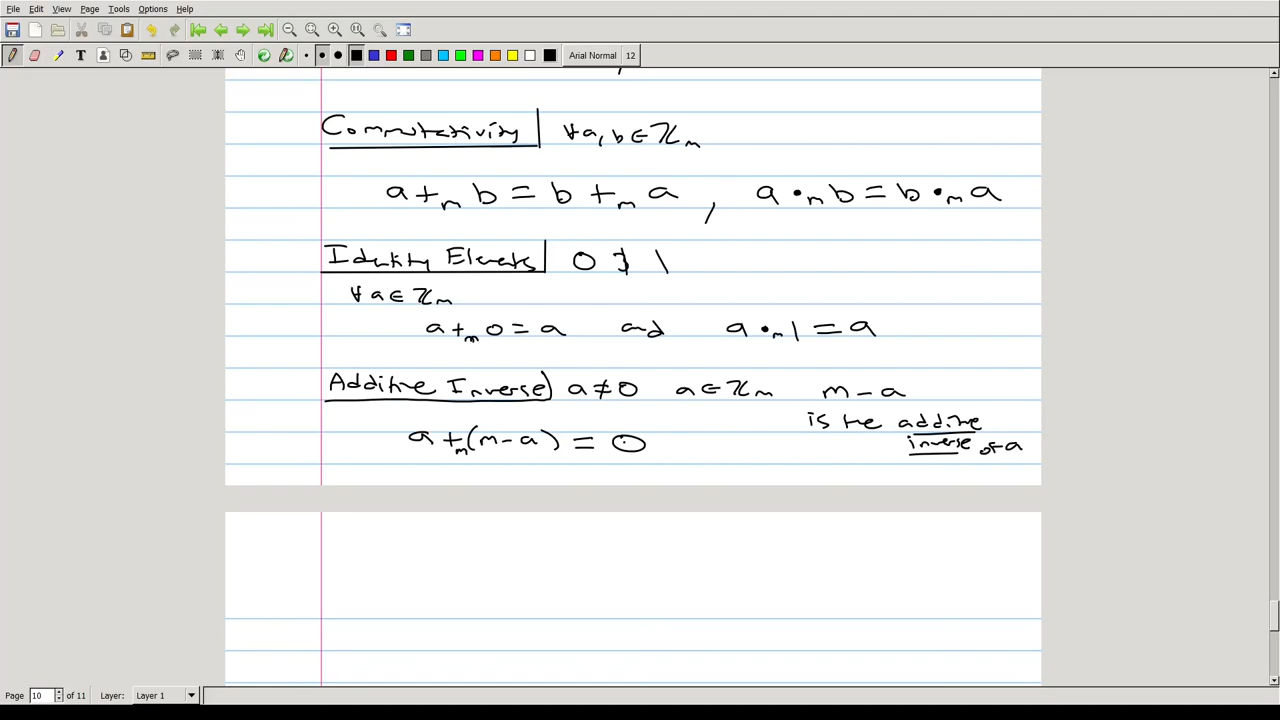 File Edit View Page Tools Options Help
T Arial Normal 12
Commutativity ∀a, b ∈ ℤm
a +m b = b +m a , a •m b = b •m a
Identity Elements 0 & 1
∀a ∈ ℤm
a +m 0 = a and a •m 1 = a
Additive Inverse a ≠ 0 a ∈ ℤm m - a
is the additive
inverse of a
a +m (m - a) = 0
Page 10 of 11 Layer: Layer 1